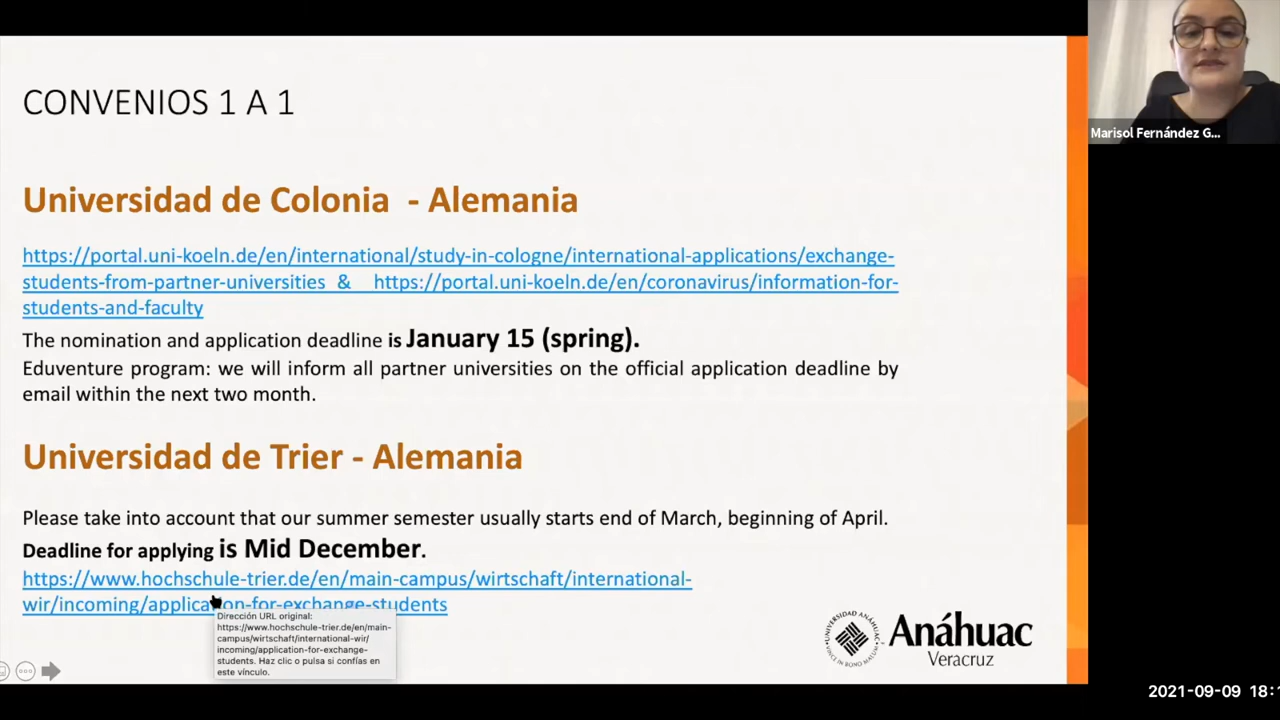 CONVENIOS 1 A 1
Universidad de Colonia - Alemania
https://portal.uni-koeln.de/en/international/study-in-cologne/international-applications/exchange-
students-from-partner-universities & https://portal.uni-koeln.de/en/coronavirus/information-for-
students-and-faculty
The nomination and application deadline is January 15 (spring).
Eduventure program: we will inform all partner universities on the official application deadline by
email within the next two month.
Universidad de Trier - Alemania
Please take into account that our summer semester usually starts end of March, beginning of April.
Deadline for applying is Mid December.
https://www.hochschule-trier.de/en/main-campus/wirtschaft/international-
wir/incoming/application-for-exchange-students
Dirección URL original:
https://www.hochschule-trier.de/en/main-
campus/wirtschaft/international-wir/
incoming/application-for-exchange-
students. Haz clic o pulsa si confías en
este vínculo.
UNIVERSIDAD ANÁHUAC
VINCE IN BONO MALUM
Anáhuac
Veracruz
Marisol Fernández G...
2021-09-09 18:1